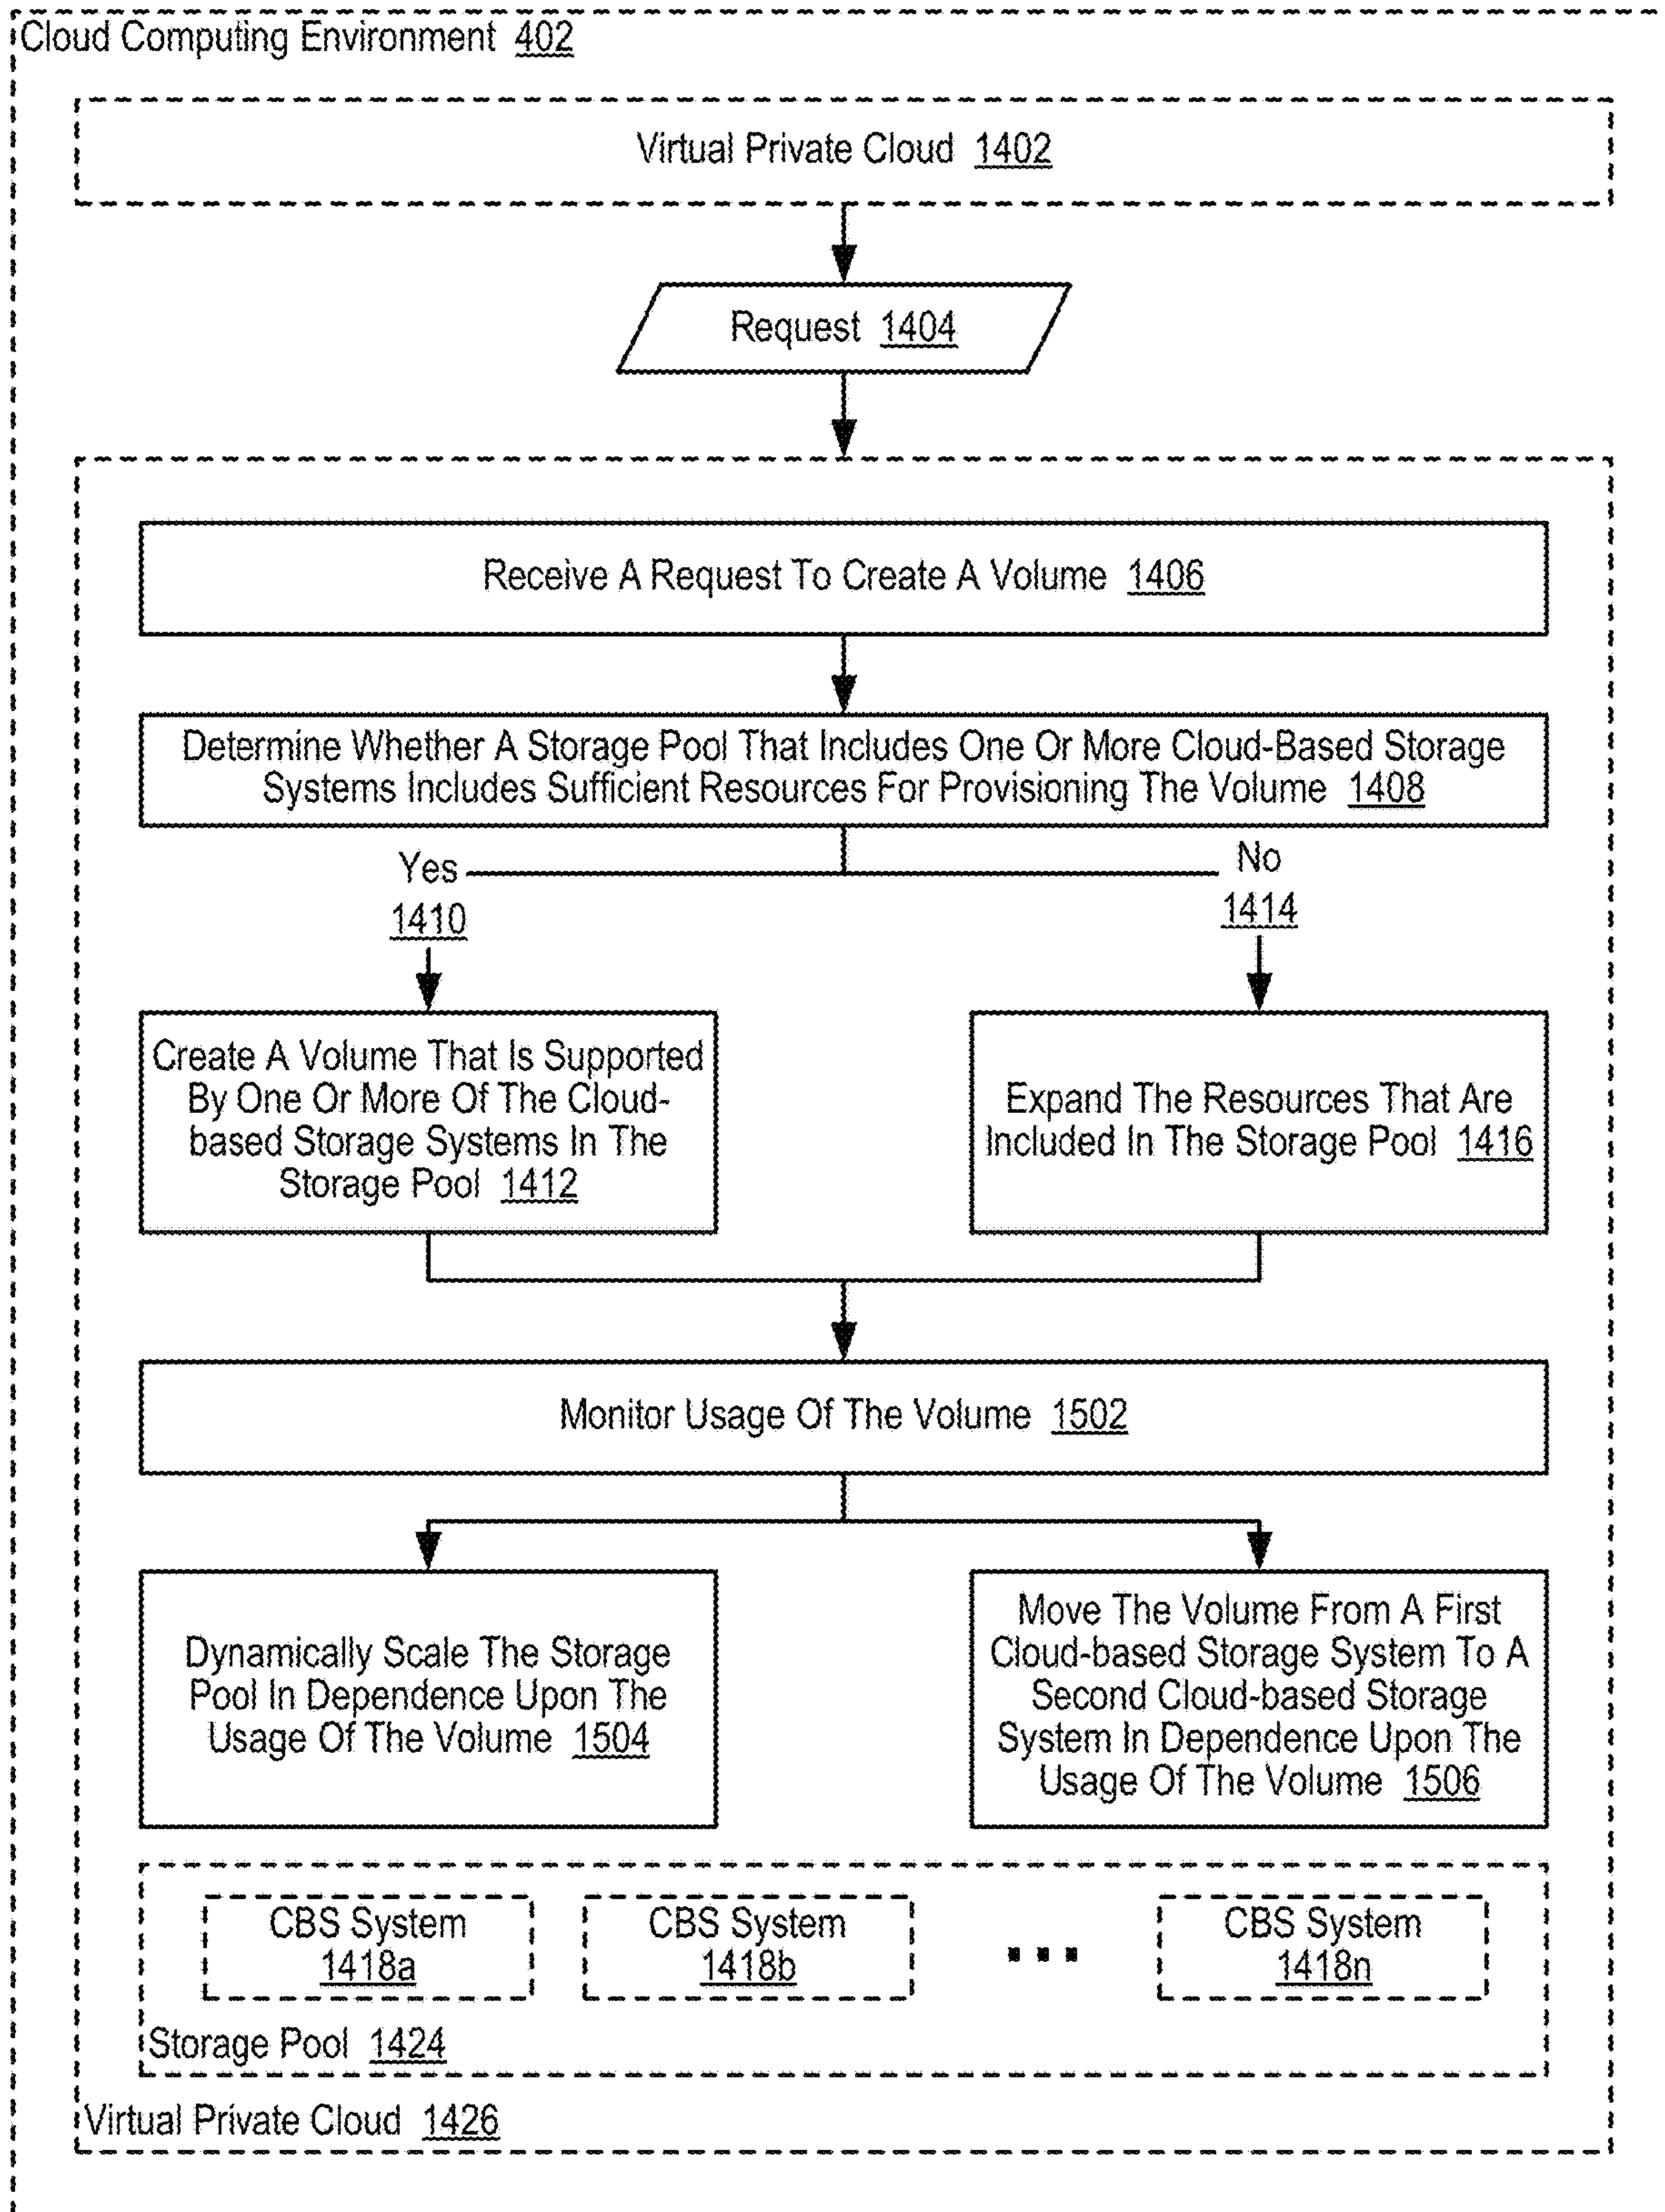 Cloud Computing Environment 402
Virtual Private Cloud 1402
Request 1404
Receive A Request To Create A Volume 1406
Determine Whether A Storage Pool That Includes One Or More Cloud-Based Storage
Systems Includes Sufficient Resources For Provisioning The Volume 1408
Yes
1410
No
1414
Create A Volume That Is Supported
By One Or More Of The Cloud-
based Storage Systems In The
Storage Pool 1412
Expand The Resources That Are
Included In The Storage Pool 1416
Monitor Usage Of The Volume 1502
Dynamically Scale The Storage
Pool In Dependence Upon The
Usage Of The Volume 1504
Move The Volume From A First
Cloud-based Storage System To A
Second Cloud-based Storage
System In Dependence Upon The
Usage Of The Volume 1506
CBS System
1418a
CBS System
1418b
...
CBS System
1418n
Storage Pool 1424
Virtual Private Cloud 1426